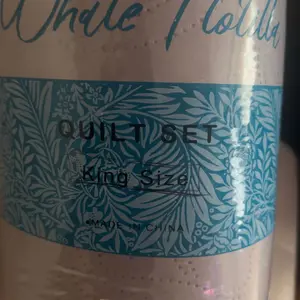 Whale Flotilla
QUILT SET
King Size
MADE IN CHINA